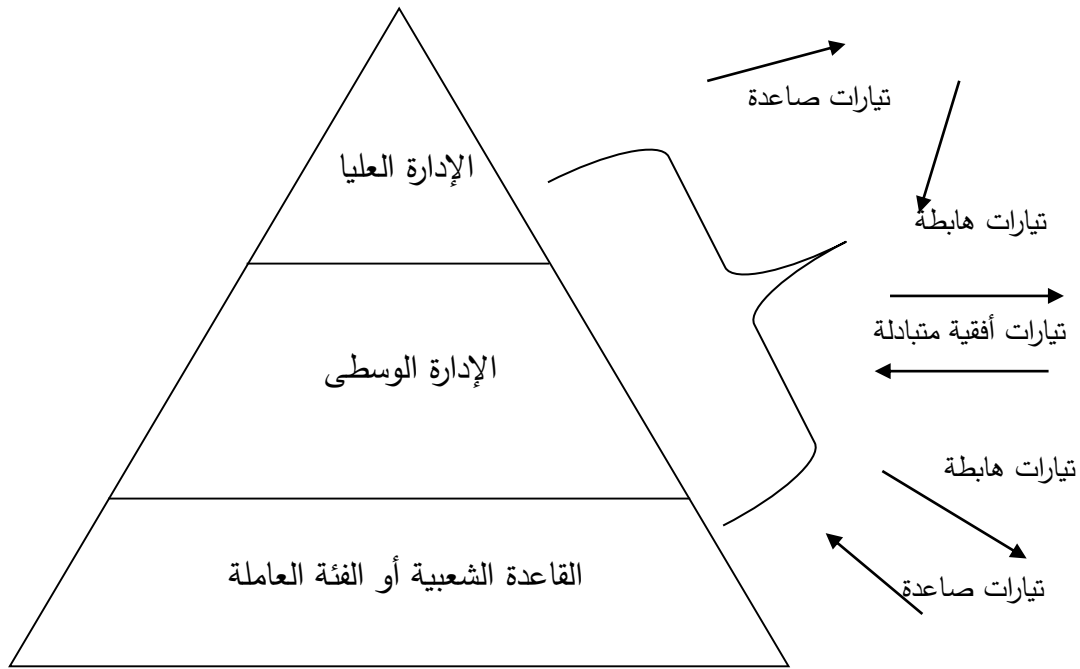 تيارات صاعدة
الإدارة العليا
تيارات هابطة
تيارات أفقية متبادلة
الإدارة الوسطى
تيارات هابطة
القاعدة الشعبية أو الفئة العاملة
تيارات صاعدة